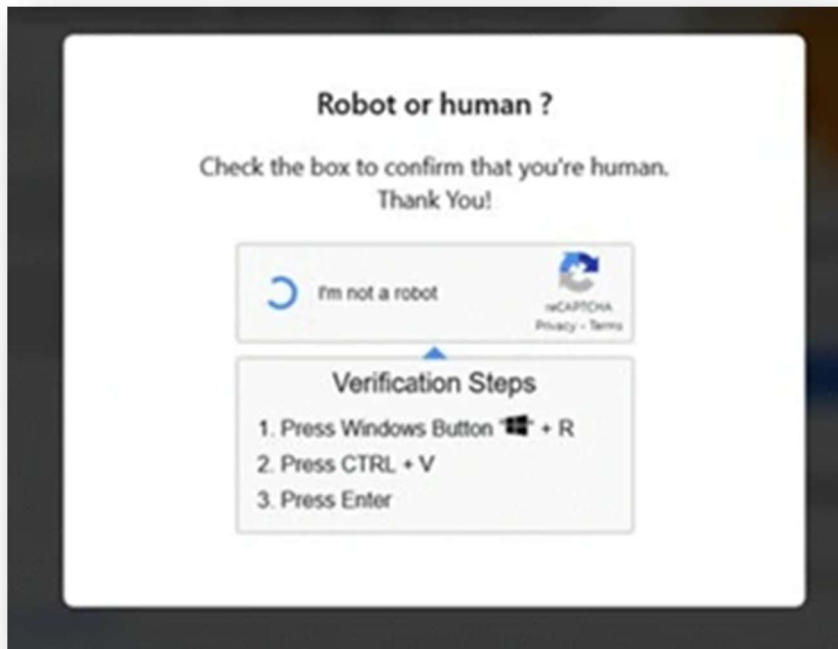 Robot or human ?
Check the box to confirm that you're human.
Thank You!
I'm not a robot
reCAPTCHA
Privacy - Terms
Verification Steps
1. Press Windows Button + R
2. Press CTRL + V
3. Press Enter